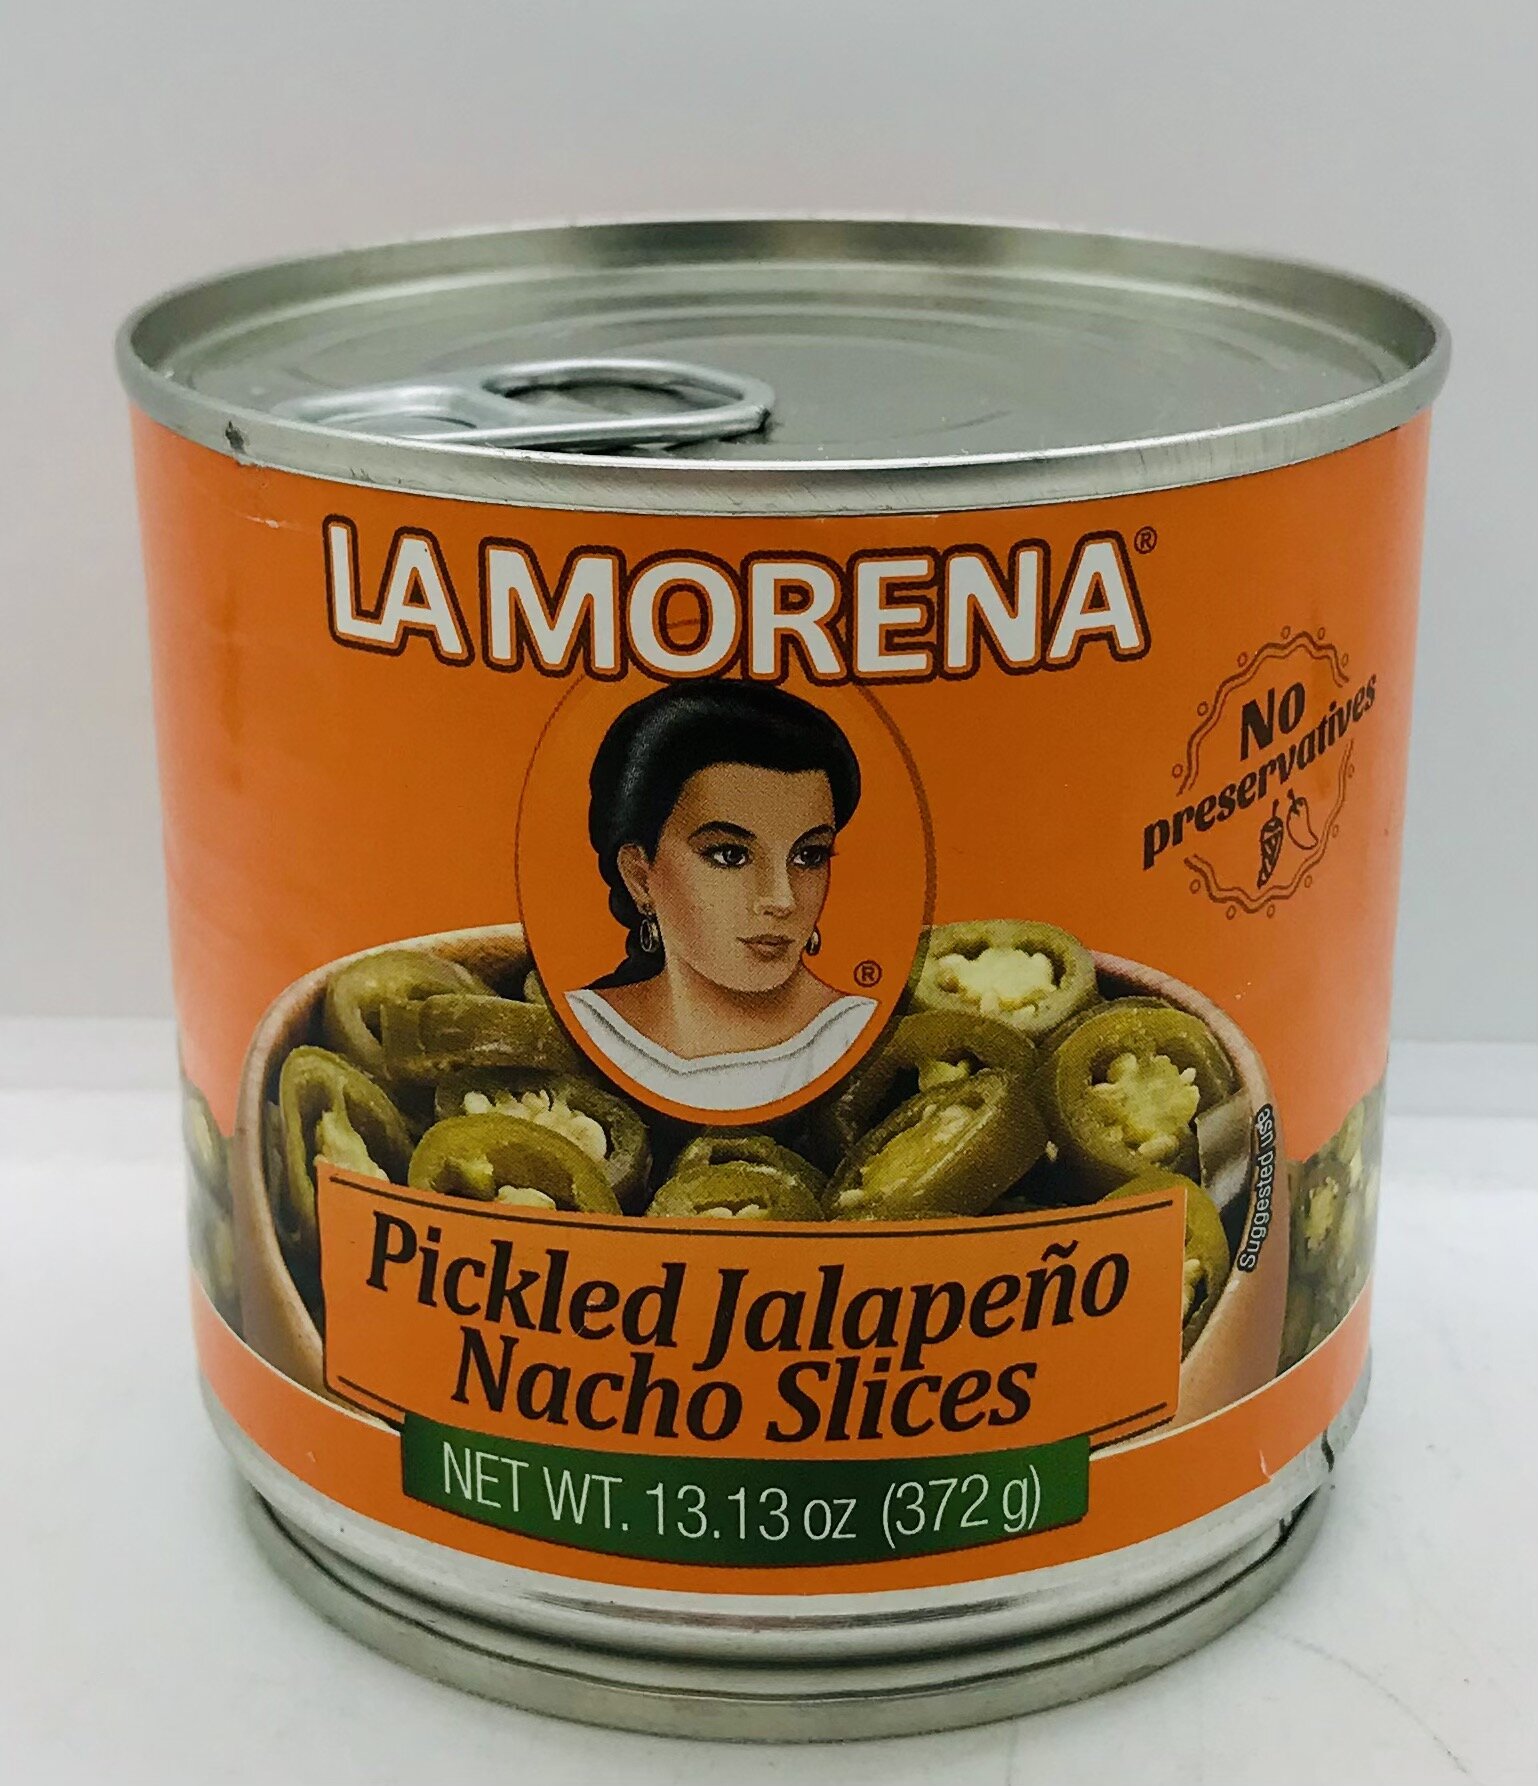 LA MORENA®
No
preservatives
®
Suggested use
Pickled Jalapeño
Nacho Slices
NET WT. 13.13 oz (372 g)